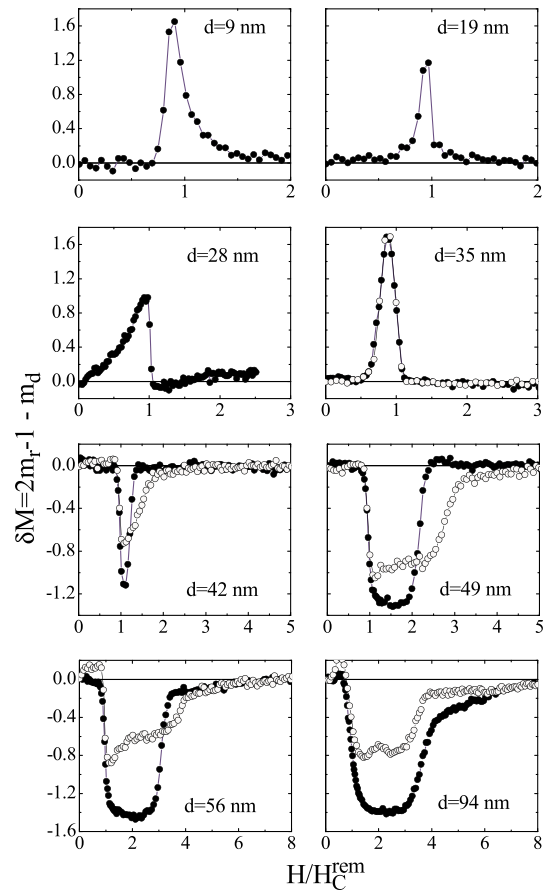 1.6
1.2
0.8
0.4
0.0
d=9 nm
0 1 2
d=19 nm
0 1 2
1.6
1.2
0.8
0.4
0.0
d=28 nm
0 1 2 3
d=35 nm
0 1 2 3
δM=2m_r-1 - m_d
0.0
-0.4
-0.8
-1.2
d=42 nm
0 1 2 3 4 5
d=49 nm
0 1 2 3 4 5
0.0
-0.4
-0.8
-1.2
-1.6
d=56 nm
0 2 4 6 8
d=94 nm
0 2 4 6 8
H/H_C^rem